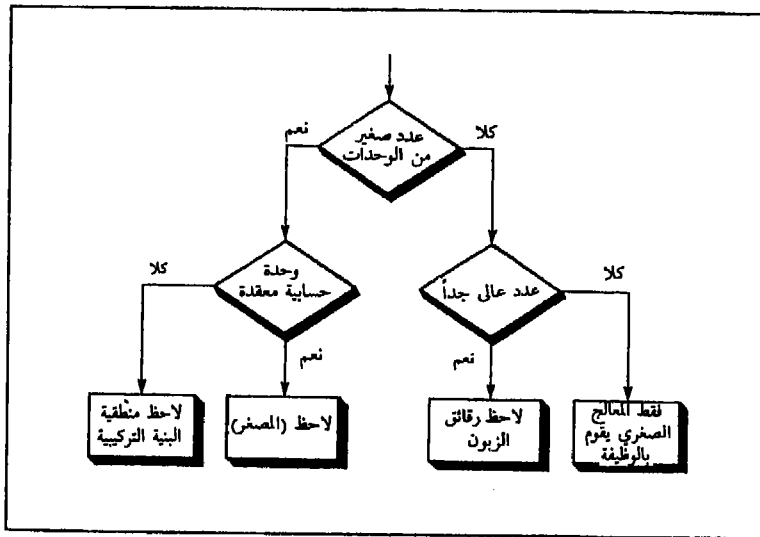 عدد صغير
من الوحدات
كلا
نعم
عدد عالى جداً
كلا
نعم
وحدة
حسابية معقدة
كلا
نعم
فقط المعالج
الصغري يقوم
بالوظيفة
لاحظ رقائق
الزبون
لاحظ (المصغر)
لاحظ منطقية
البنية التركيبية